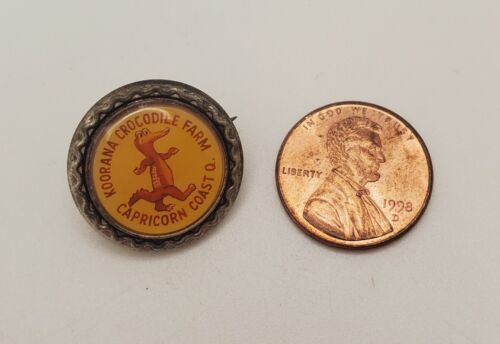 KOORANA CROCODILE FARM
CAPRICORN COAST Q.
IN GOD WE TRUST
LIBERTY
1998
D